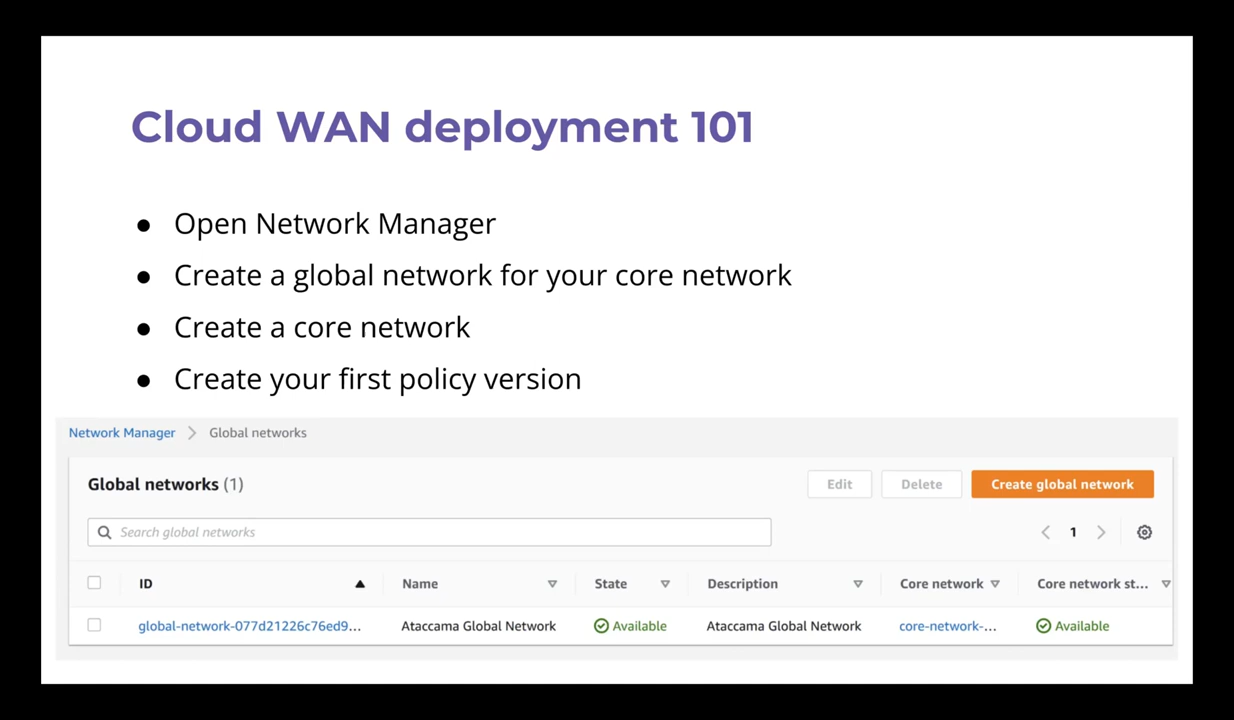 Cloud WAN deployment 101
● Open Network Manager
● Create a global network for your core network
● Create a core network
● Create your first policy version
Network Manager > Global networks
Global networks (1) Edit Delete Create global network
Search global networks 1
ID Name State Description Core network Core network st...
global-network-077d21226c76ed9... Ataccama Global Network Available Ataccama Global Network core-network-... Available